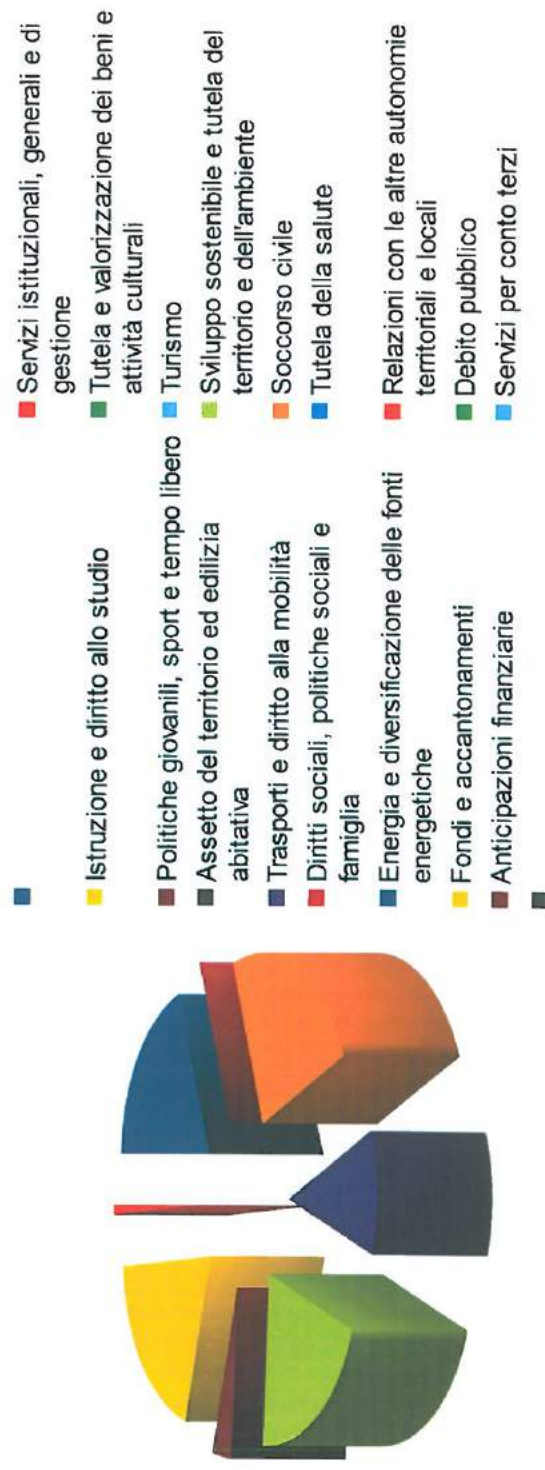 Servizi istituzionali, generali e di
gestione
Istruzione e diritto allo studio
Tutela e valorizzazione dei beni e
attività culturali
Politiche giovanili, sport e tempo libero
Turismo
Assetto del territorio ed edilizia
abitativa
Sviluppo sostenibile e tutela del
territorio e dell'ambiente
Trasporti e diritto alla mobilità
Soccorso civile
Diritti sociali, politiche sociali e
famiglia
Tutela della salute
Energia e diversificazione delle fonti
energetiche
Relazioni con le altre autonomie
territoriali e locali
Fondi e accantonamenti
Debito pubblico
Anticipazioni finanziarie
Servizi per conto terzi